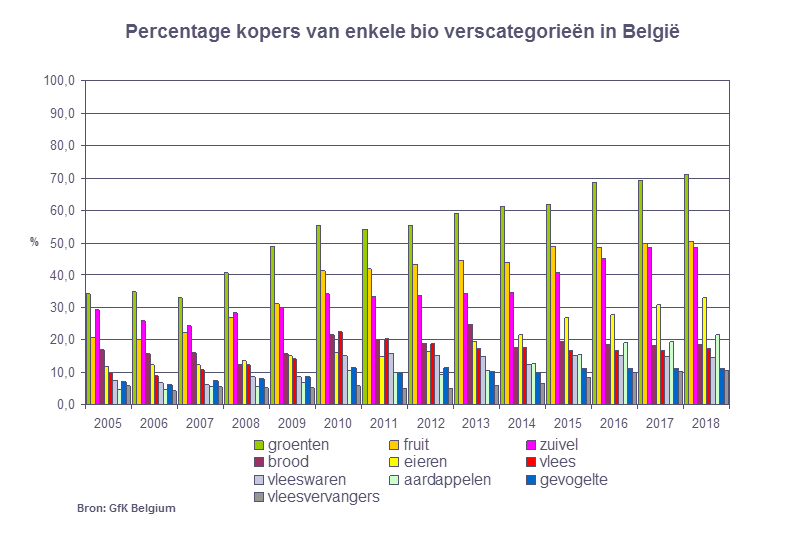 Percentage kopers van enkele bio verscategorieën in België
100,0
90,0
80,0
70,0
60,0
%
50,0
40,0
30,0
20,0
10,0
0,0
2005 2006 2007 2008 2009 2010 2011 2012 2013 2014 2015 2016 2017 2018
groenten fruit zuivel
brood eieren vlees
vleeswaren aardappelen gevogelte
vleesvervangers
Bron: GfK Belgium